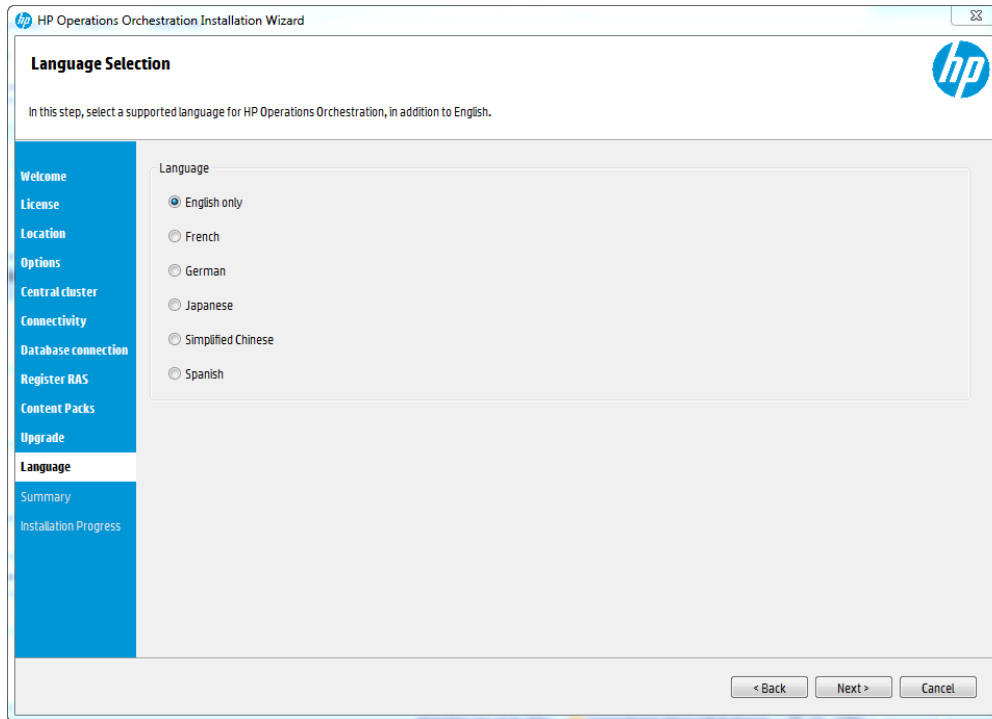 HP Operations Orchestration Installation Wizard
Language Selection
hp
In this step, select a supported language for HP Operations Orchestration, in addition to English.
Welcome
License
Location
Options
Central cluster
Connectivity
Database connection
Register RAS
Content Packs
Upgrade
Language
Summary
Installation Progress
Language
English only
French
German
Japanese
Simplified Chinese
Spanish
< Back
Next >
Cancel